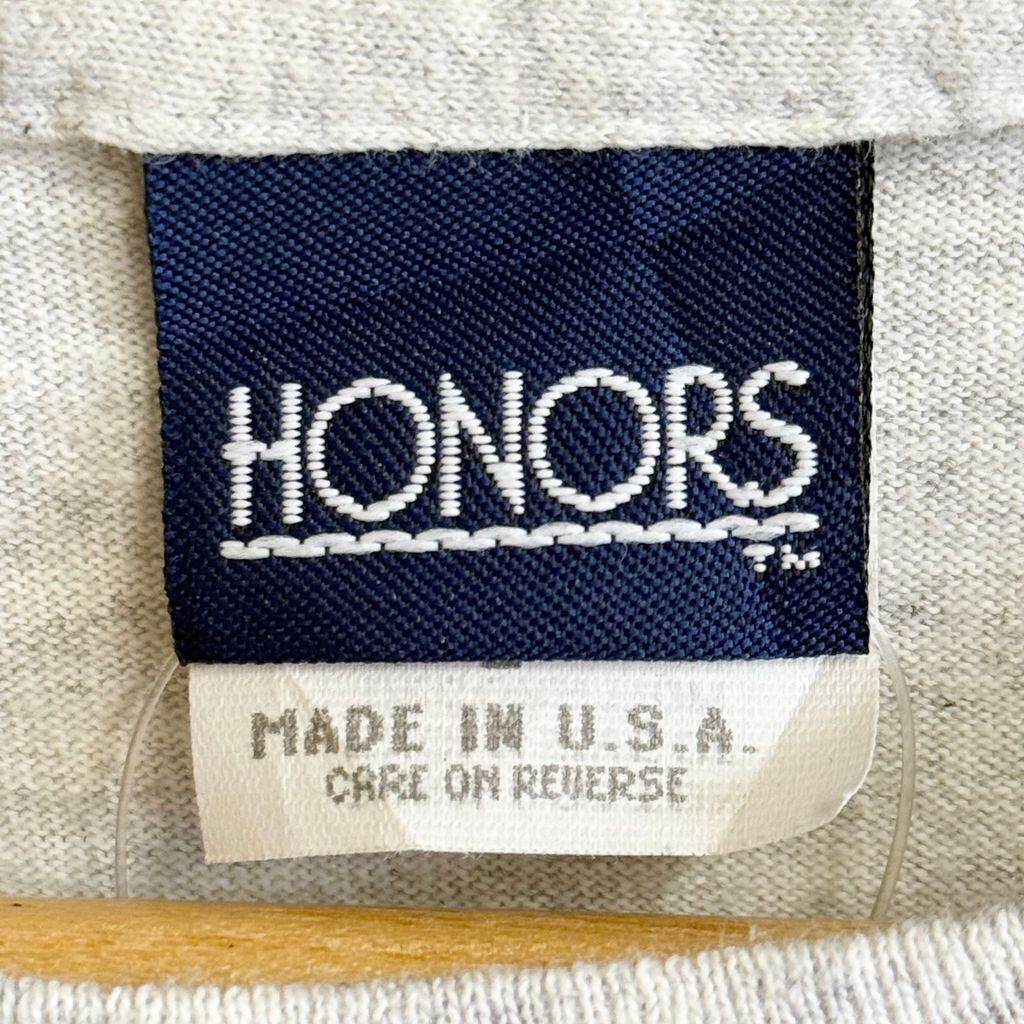 HONORS
TM
MADE IN U.S.A.
CARE ON REVERSE